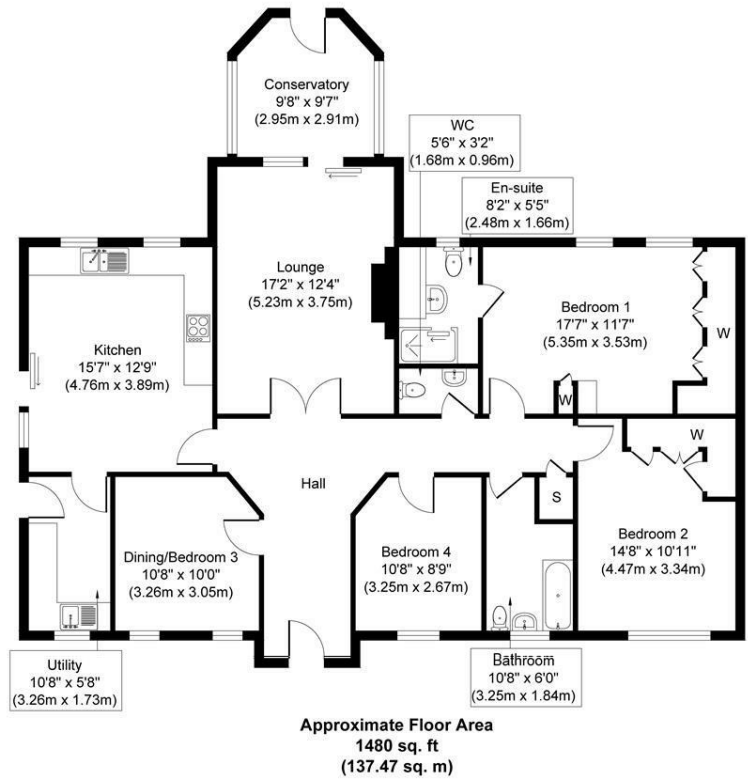 Conservatory
9'8" x 9'7"
(2.95m x 2.91m)
WC
5'6" x 3'2"
(1.68m x 0.96m)
En-suite
8'2" x 5'5"
(2.48m x 1.66m)
Lounge
17'2" x 12'4"
(5.23m x 3.75m)
Bedroom 1
17'7" x 11'7"
(5.35m x 3.53m)
W
Kitchen
15'7" x 12'9"
(4.76m x 3.89m)
W
W
Hall
S
Dining/Bedroom 3
10'8" x 10'0"
(3.26m x 3.05m)
Bedroom 4
10'8" x 8'9"
(3.25m x 2.67m)
Bedroom 2
14'8" x 10'11"
(4.47m x 3.34m)
Utility
10'8" x 5'8"
(3.26m x 1.73m)
Bathroom
10'8" x 6'0"
(3.25m x 1.84m)
Approximate Floor Area
1480 sq. ft
(137.47 sq. m)